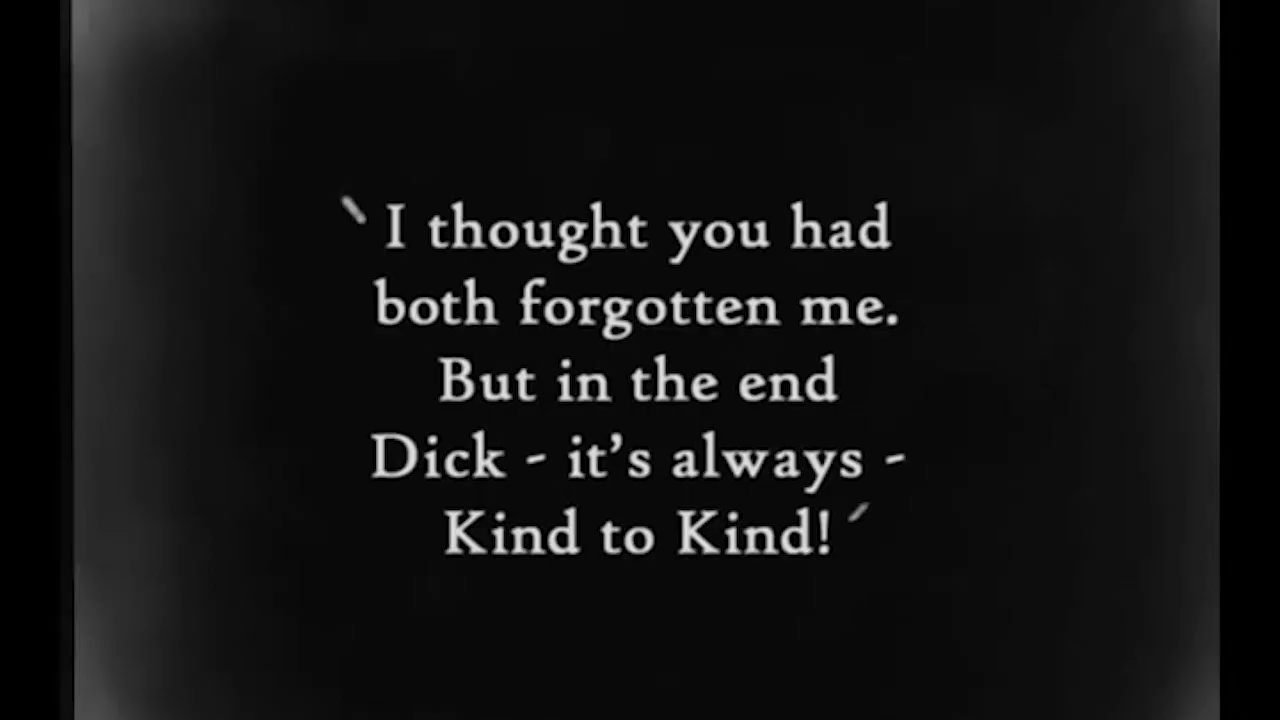 ` I thought you had
both forgotten me.
But in the end
Dick - it's always -
Kind to Kind! ´